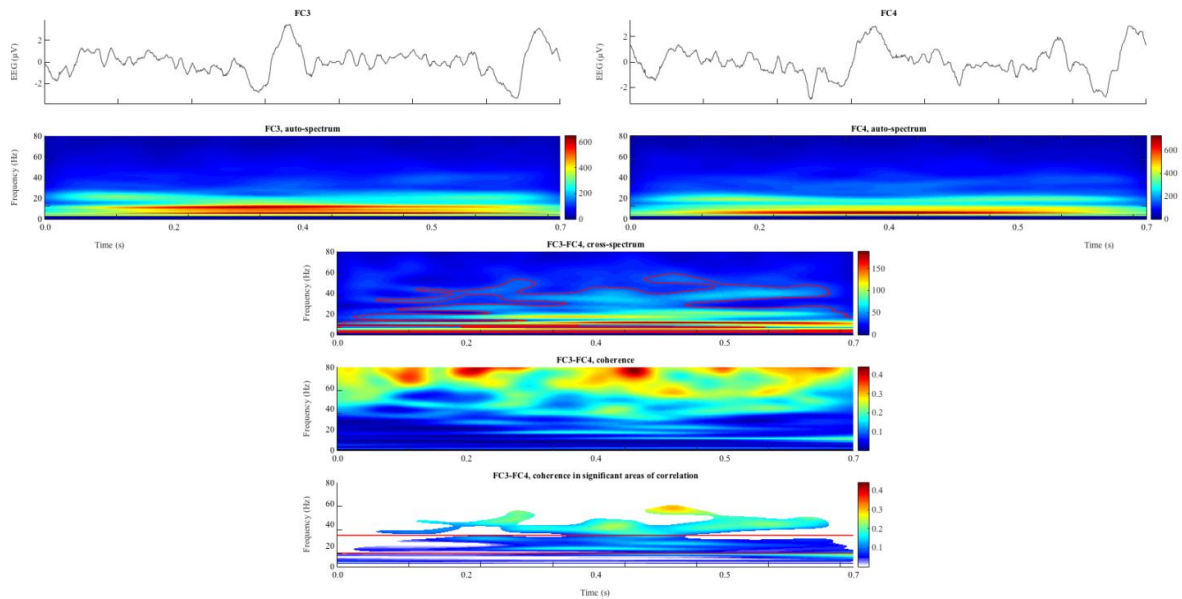 FC3
EEG (µV)
2
0
-2
FC4
EEG (µV)
2
0
-2
FC3, auto-spectrum
Frequency (Hz)
80
60
40
20
0
0.0 0.2 0.4 0.5 0.7
Time (s)
600
400
200
0
FC4, auto-spectrum
80
60
40
20
0
0.0 0.2 0.4 0.5 0.7
Time (s)
600
400
200
0
FC3-FC4, cross-spectrum
Frequency (Hz)
80
60
40
20
0
0.0 0.2 0.4 0.5 0.7
150
100
50
0
FC3-FC4, coherence
Frequency (Hz)
80
60
40
20
0
0.0 0.2 0.4 0.5 0.7
0.4
0.3
0.2
0.1
FC3-FC4, coherence in significant areas of correlation
Frequency (Hz)
80
60
40
20
0
0.0 0.2 0.4 0.5 0.7
Time (s)
0.4
0.3
0.2
0.1